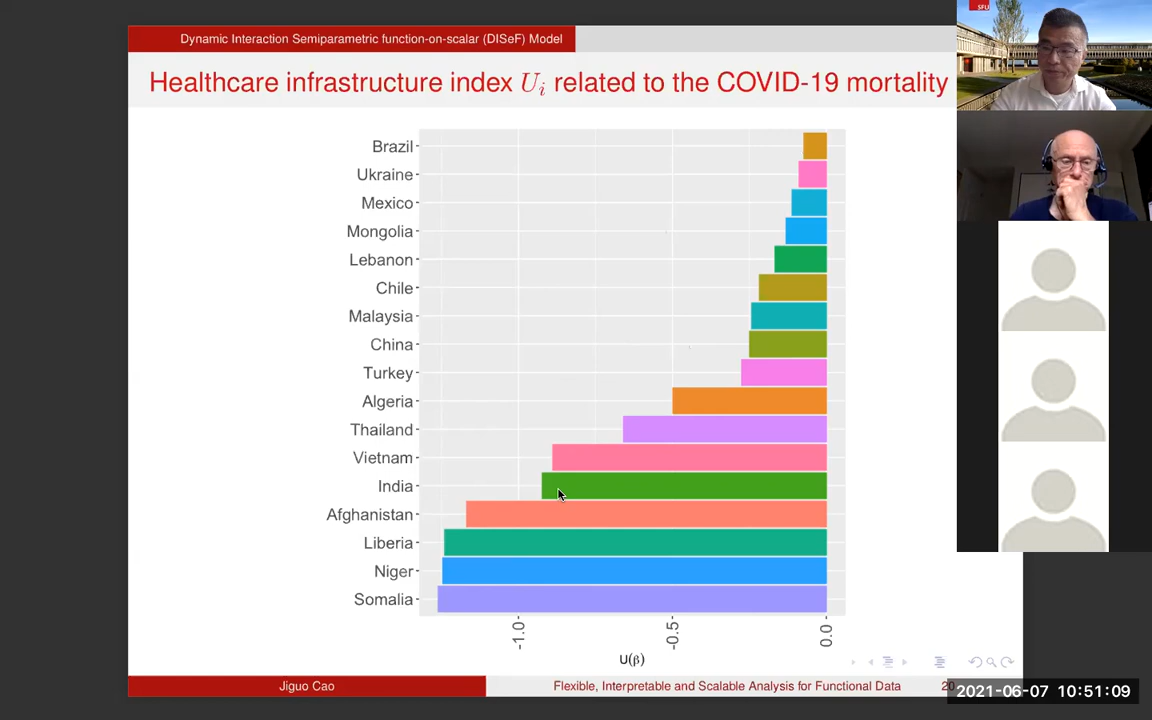 Dynamic Interaction Semiparametric function-on-scalar (DISeF) Model
Healthcare infrastructure index Ui related to the COVID-19 mortality
SFU
Brazil
Ukraine
Mexico
Mongolia
Lebanon
Chile
Malaysia
China
Turkey
Algeria
Thailand
Vietnam
India
Afghanistan
Liberia
Niger
Somalia
-1.0
-0.5
0.0
U(β)
Jiguo Cao
Flexible, Interpretable and Scalable Analysis for Functional Data
2021-06-07 10:51:09